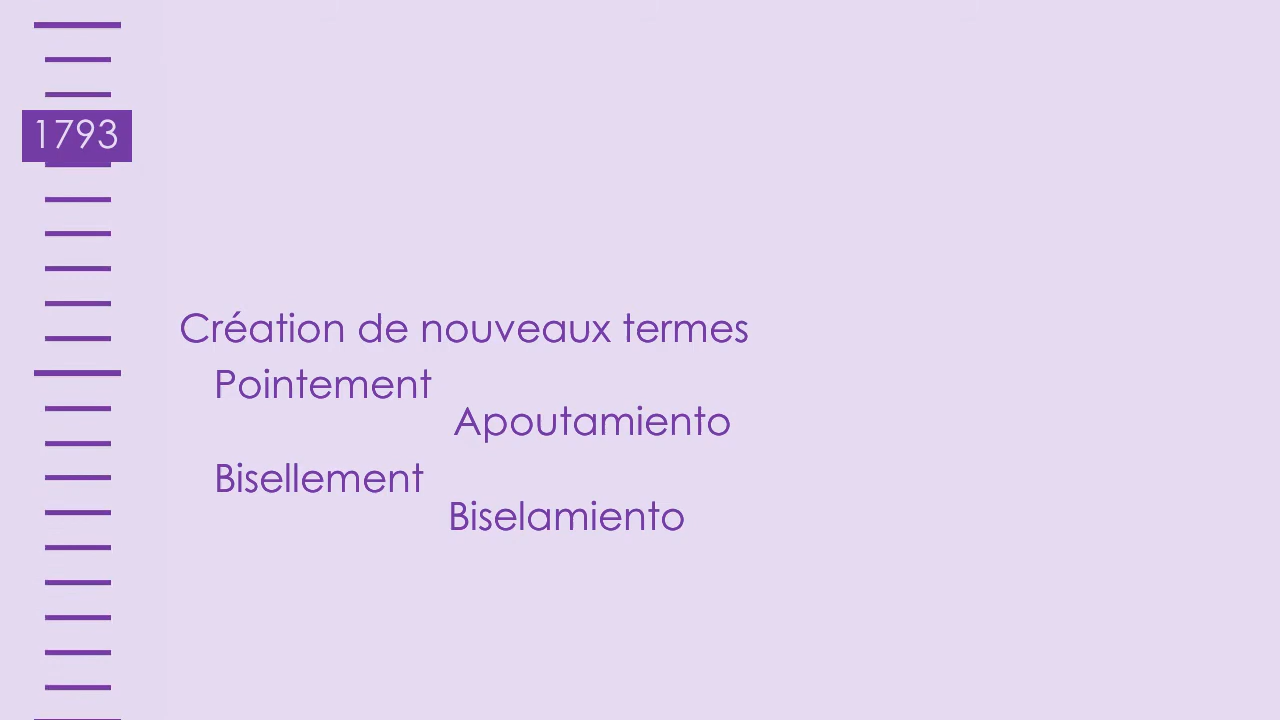 1793
Création de nouveaux termes
Pointement
Apoutamiento
Bisellement
Biselamiento